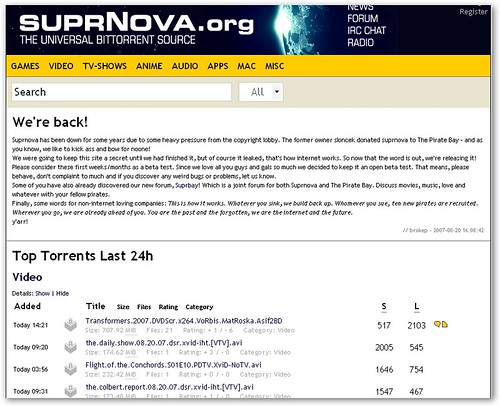 SUPRNOVA.org
THE UNIVERSAL BITTORRENT SOURCE
NEWS
FORUM
IRC CHAT
RADIO
Register
GAMES VIDEO TV-SHOWS ANIME AUDIO APPS MAC MISC
Search All
We're back!
Suprnova has been down for some years due to some heavy pressure from the copyright lobby. The former owner sloncek donated suprnova to The Pirate Bay - and as
you know, we like to kick ass and bow for noone!
We were going to keep this site a secret until we had finished it, but of course it leaked, that's how internet works. So now that the word is out, we're releasing it!
Please consider these first weeks/months as a beta test. Since we love all you guys and gals so much we decided to keep it an open beta test. That means, please
behave, don't complaint to much and if you discover any weird bugs or problems, let us know.
Some of you have also already discovered our new forum, Suprbay! Which is a joint forum for both Suprnova and The Pirate Bay. Discuss movies, music, love and
whatever with your fellow pirates.
Finally, some words for non-internet loving companies: This is how it works. Whatever you sink, we build back up. Whomever you sue, ten new pirates are recruited.
Wherever you go, we are already ahead of you. You are the past and the forgotten, we are the internet and the future.
y'arr!
// brokep - 2007-08-20 16:08:42
Top Torrents Last 24h
Video
Details: Show | Hide
Added Title Size Files Rating Category S L
Today 14:21 Transformers.2007.DVDScr.x264.VoRbis.MatRoska.Asif2BD 517 2103
Size: 707.92 MiB Files: 21 Rating: + 1 / - 6 Category: Video
Today 09:20 the.daily.show.08.20.07.dsr.xvid-iht.[VTV].avi 2005 545
Size: 174.62 MiB Files: 1 Rating: + 3 / - 0 Category: Video
Today 03:56 Flight.of.the.Conchords.S01E10.PDTV.XviD-NoTV.avi 1646 754
Size: 232.42 MiB Files: 1 Rating: + 0 / - 0 Category: Video
Today 09:31 the.colbert.report.08.20.07.dsr.xvid-iht.[VTV].avi 1547 467